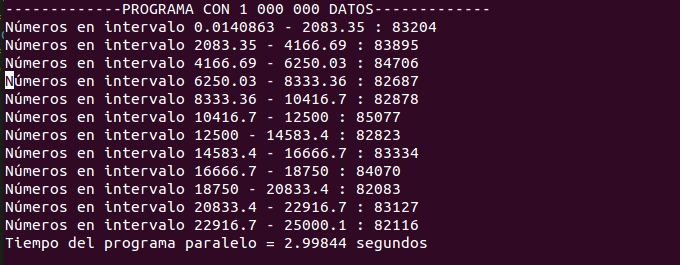 -------------PROGRAMA CON 1 000 000 DATOS-------------
Números en intervalo 0.0140863 - 2083.35 : 83204
Números en intervalo 2083.35 - 4166.69 : 83895
Números en intervalo 4166.69 - 6250.03 : 84706
Números en intervalo 6250.03 - 8333.36 : 82687
Números en intervalo 8333.36 - 10416.7 : 82878
Números en intervalo 10416.7 - 12500 : 85077
Números en intervalo 12500 - 14583.4 : 82823
Números en intervalo 14583.4 - 16666.7 : 83334
Números en intervalo 16666.7 - 18750 : 84070
Números en intervalo 18750 - 20833.4 : 82083
Números en intervalo 20833.4 - 22916.7 : 83127
Números en intervalo 22916.7 - 25000.1 : 82116
Tiempo del programa paralelo = 2.99844 segundos